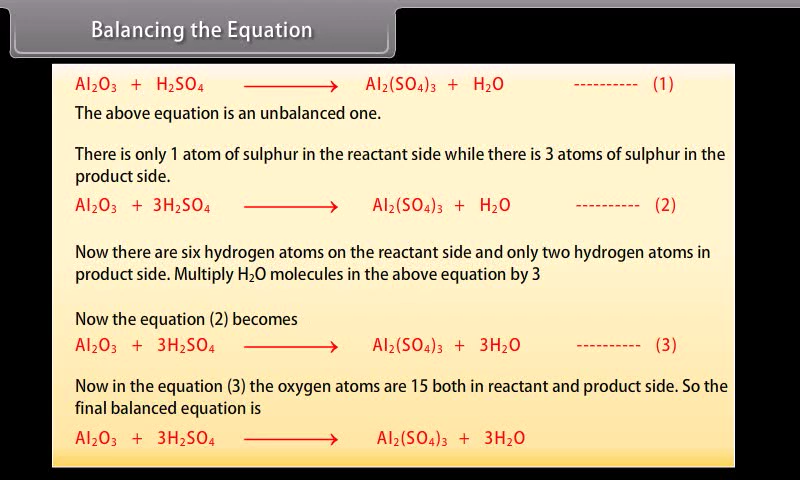 Balancing the Equation
Al₂O₃ + H₂SO₄ ⟶ Al₂(SO₄)₃ + H₂O ---------- (1)
The above equation is an unbalanced one.
There is only 1 atom of sulphur in the reactant side while there is 3 atoms of sulphur in the
product side.
Al₂O₃ + 3H₂SO₄ ⟶ Al₂(SO₄)₃ + H₂O ---------- (2)
Now there are six hydrogen atoms on the reactant side and only two hydrogen atoms in
product side. Multiply H₂O molecules in the above equation by 3
Now the equation (2) becomes
Al₂O₃ + 3H₂SO₄ ⟶ Al₂(SO₄)₃ + 3H₂O ---------- (3)
Now in the equation (3) the oxygen atoms are 15 both in reactant and product side. So the
final balanced equation is
Al₂O₃ + 3H₂SO₄ ⟶ Al₂(SO₄)₃ + 3H₂O